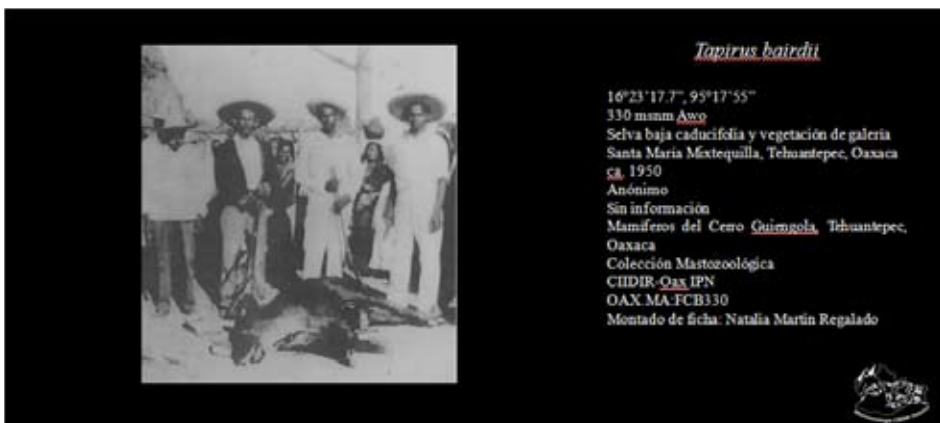 Tapirus bairdii
16°23'17.7", 95°17'55"
330 msnm Awo
Selva baja caducifolia y vegetación de galería
Santa María Mixtequilla, Tehuantepec, Oaxaca
ca. 1950
Anónimo
Sin información
Mamíferos del Cerro Guiengola, Tehuantepec,
Oaxaca
Colección Mastozoológica
CIIDIR-Oax IPN
OAX.MA:FCB330
Montado de ficha: Natalia Martín Regalado